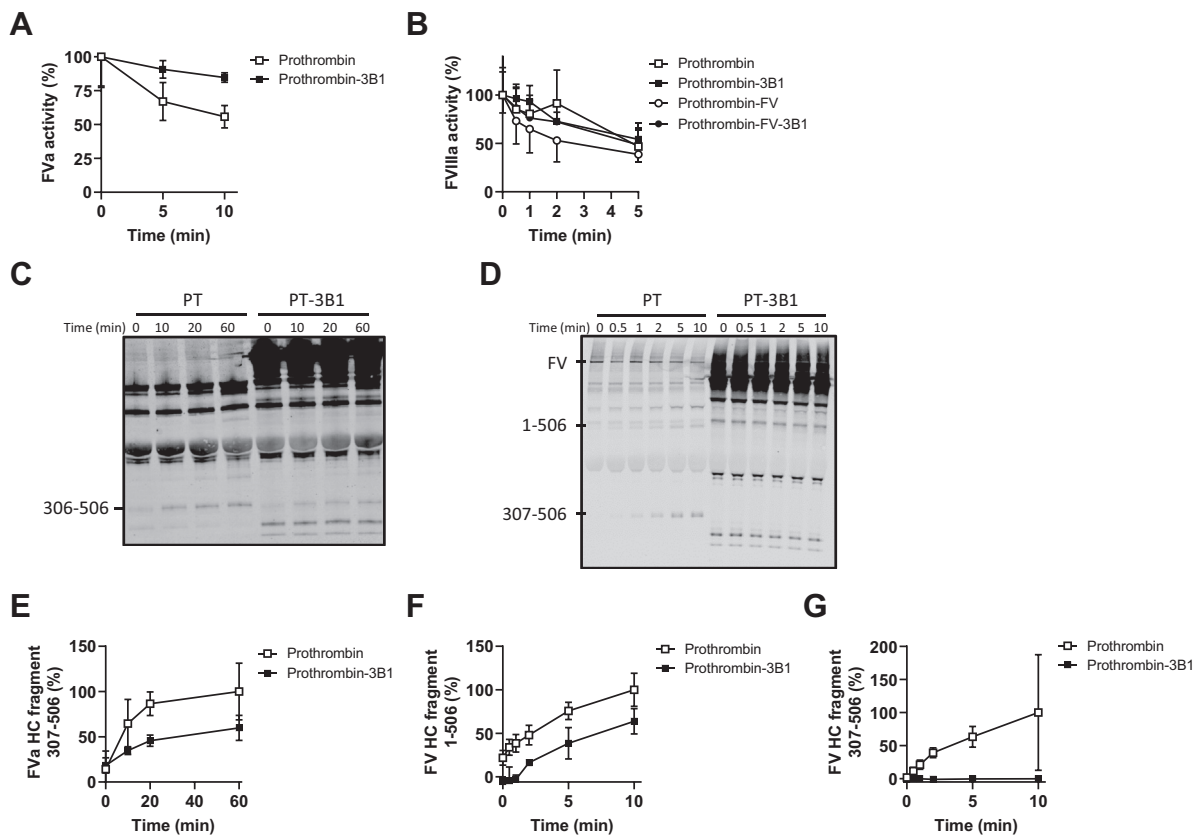 A
FVa activity (%)
100
75
50
25
0
0 5 10
Time (min)
Prothrombin
Prothrombin-3B1
B
FVIIIa activity (%)
100
50
0
0 1 2 3 4 5
Time (min)
Prothrombin
Prothrombin-3B1
Prothrombin-FV
Prothrombin-FV-3B1
C
PT PT-3B1
Time (min) 0 10 20 60 0 10 20 60
306-506
D
PT PT-3B1
Time (min) 0 0.5 1 2 5 10 0 0.5 1 2 5 10
FV
1-506
307-506
E
FVa HC fragment
307-506 (%)
150
100
50
0
0 20 40 60
Time (min)
Prothrombin
Prothrombin-3B1
F
FV HC fragment
1-506 (%)
150
100
50
0
0 5 10
Time (min)
Prothrombin
Prothrombin-3B1
G
FV HC fragment
307-506 (%)
200
150
100
50
0
0 5 10
Time (min)
Prothrombin
Prothrombin-3B1